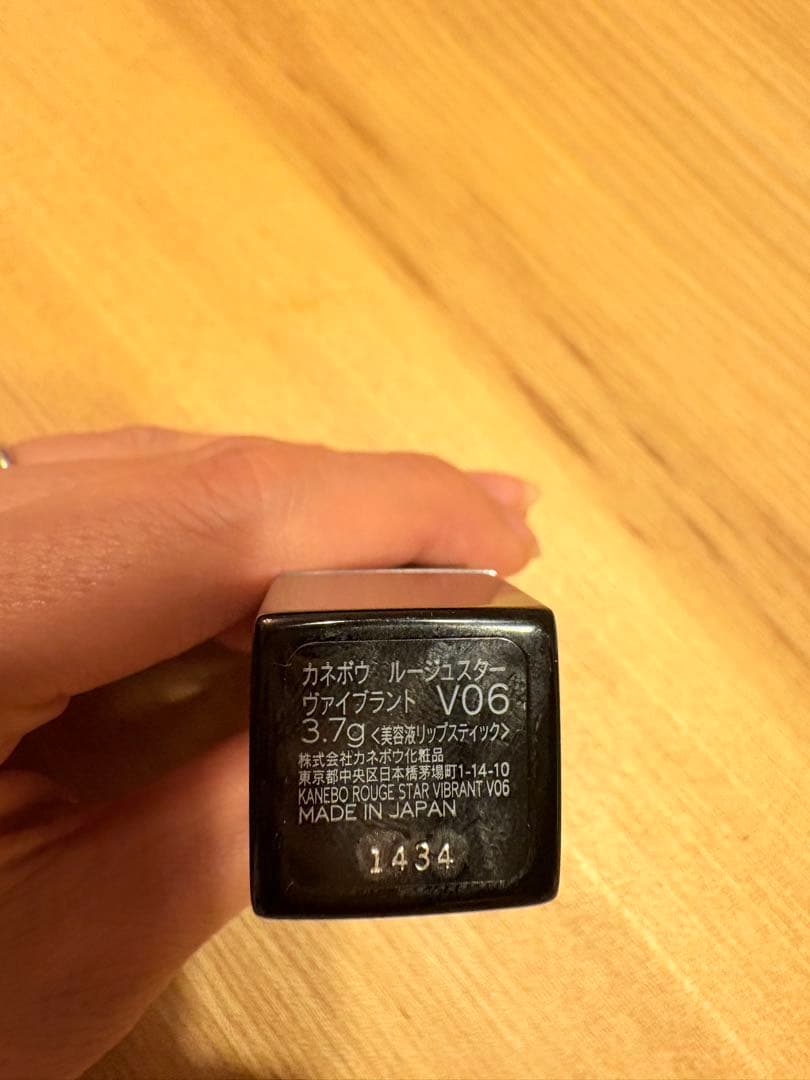 カネボウ ルージュスター
ヴァイブラント V06
3.7g <美容液リップスティック>
株式会社カネボウ化粧品
東京都中央区日本橋茅場町1-14-10
KANEBO ROUGE STAR VIBRANT V06
MADE IN JAPAN
1434